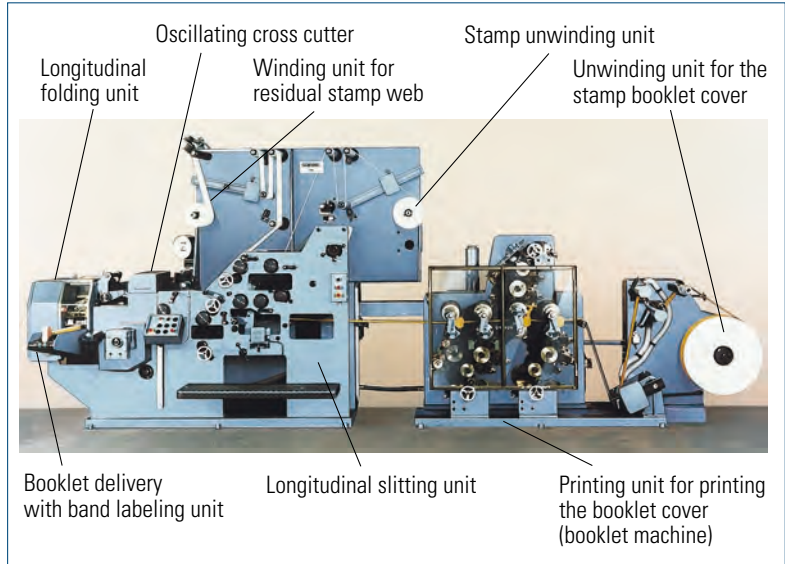 Oscillating cross cutter
Stamp unwinding unit
Longitudinal
folding unit
Winding unit for
residual stamp web
Unwinding unit for the
stamp booklet cover
Booklet delivery
with band labeling unit
Longitudinal slitting unit
Printing unit for printing
the booklet cover
(booklet machine)